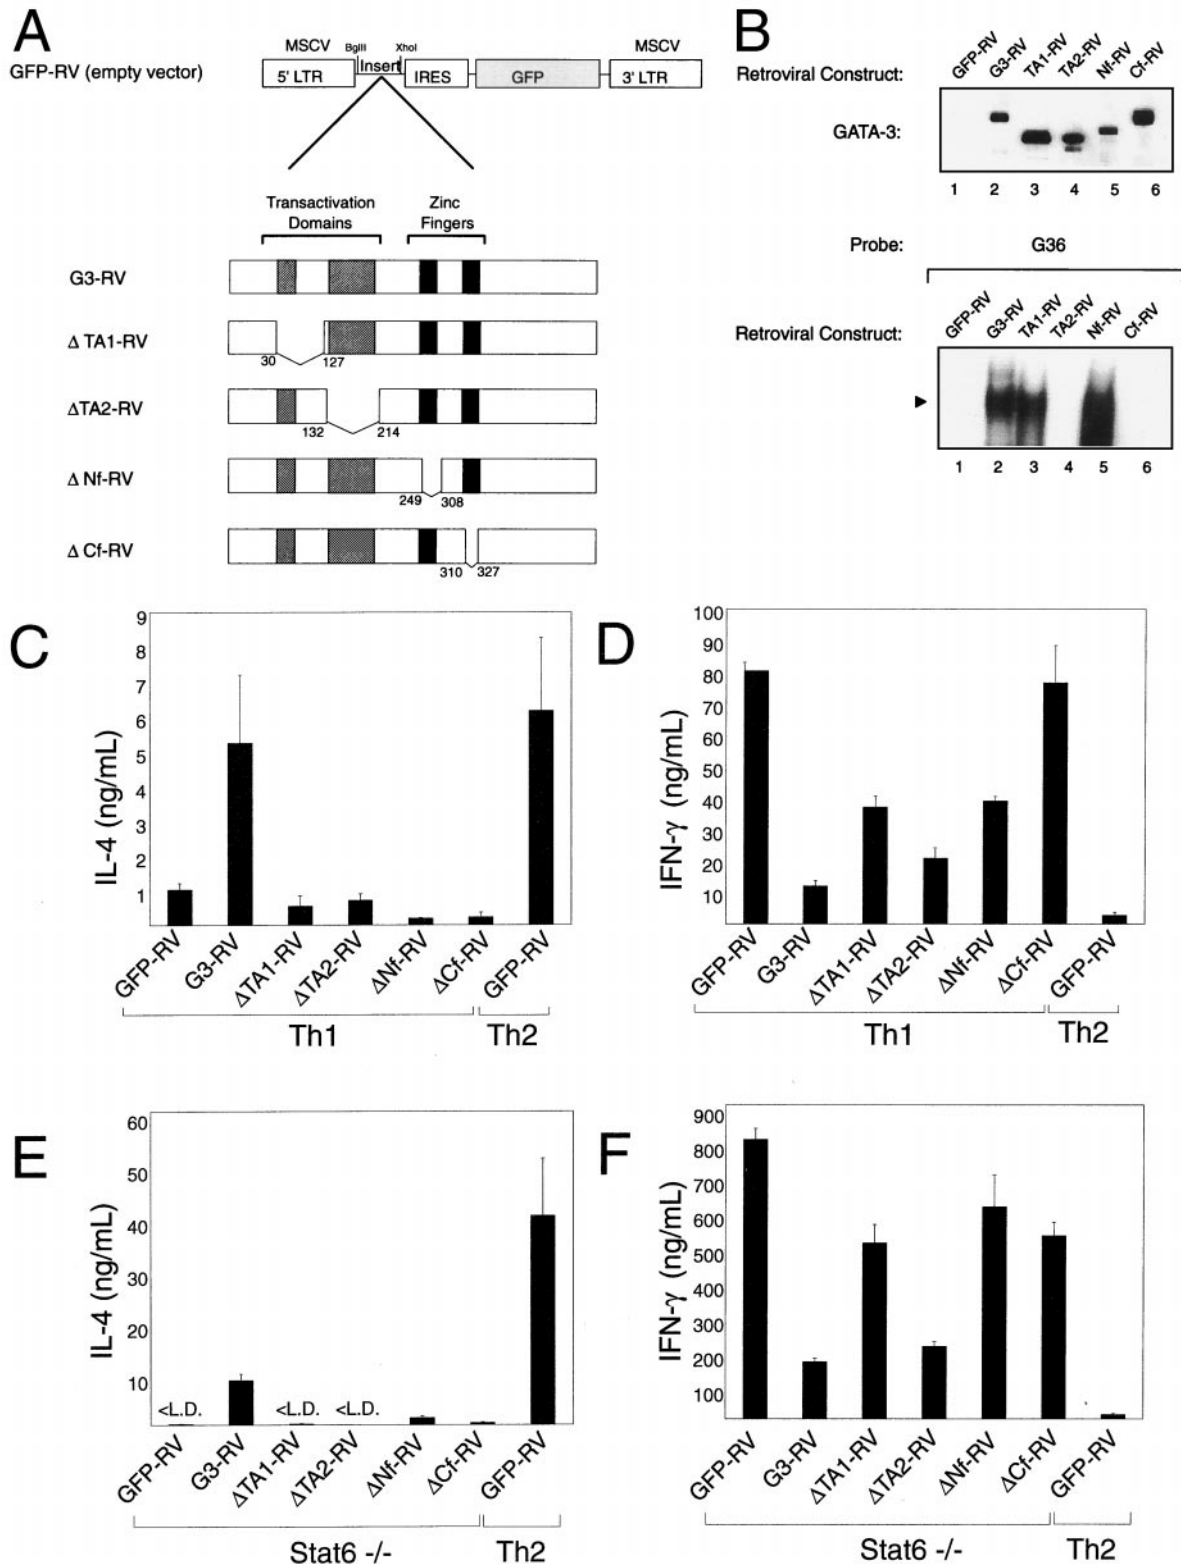 A
MSCV BglII XhoI MSCV
GFP-RV (empty vector)
5' LTR Insert IRES GFP 3' LTR
Transactivation Domains
Zinc Fingers
G3-RV
Δ TA1-RV
30 127
ΔTA2-RV
132 214
Δ Nf-RV
249 308
Δ Cf-RV
310 327
B
Retroviral Construct: GFP-RV G3-RV TA1-RV TA2-RV Nf-RV Cf-RV
GATA-3:
1 2 3 4 5 6
Probe: G36
Retroviral Construct: GFP-RV G3-RV TA1-RV TA2-RV Nf-RV Cf-RV
1 2 3 4 5 6
C
IL-4 (ng/mL)
9
8
7
6
5
4
3
2
1
GFP-RV G3-RV ΔTA1-RV ΔTA2-RV ΔNf-RV ΔCf-RV GFP-RV
Th1 Th2
D
IFN-γ (ng/mL)
100
90
80
70
60
50
40
30
20
10
GFP-RV G3-RV ΔTA1-RV ΔTA2-RV ΔNf-RV ΔCf-RV GFP-RV
Th1 Th2
E
IL-4 (ng/mL)
60
50
40
30
20
10
<L.D. <L.D. <L.D.
GFP-RV G3-RV ΔTA1-RV ΔTA2-RV ΔNf-RV ΔCf-RV GFP-RV
Stat6 -/- Th2
F
IFN-γ (ng/mL)
900
800
700
600
500
400
300
200
100
GFP-RV G3-RV ΔTA1-RV ΔTA2-RV ΔNf-RV ΔCf-RV GFP-RV
Stat6 -/- Th2